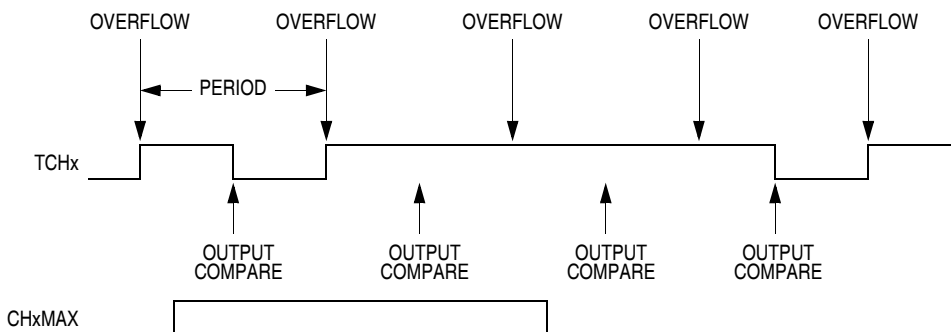 OVERFLOW OVERFLOW OVERFLOW OVERFLOW OVERFLOW
PERIOD
TCHx
OUTPUT COMPARE
OUTPUT COMPARE
OUTPUT COMPARE
OUTPUT COMPARE
CHxMAX